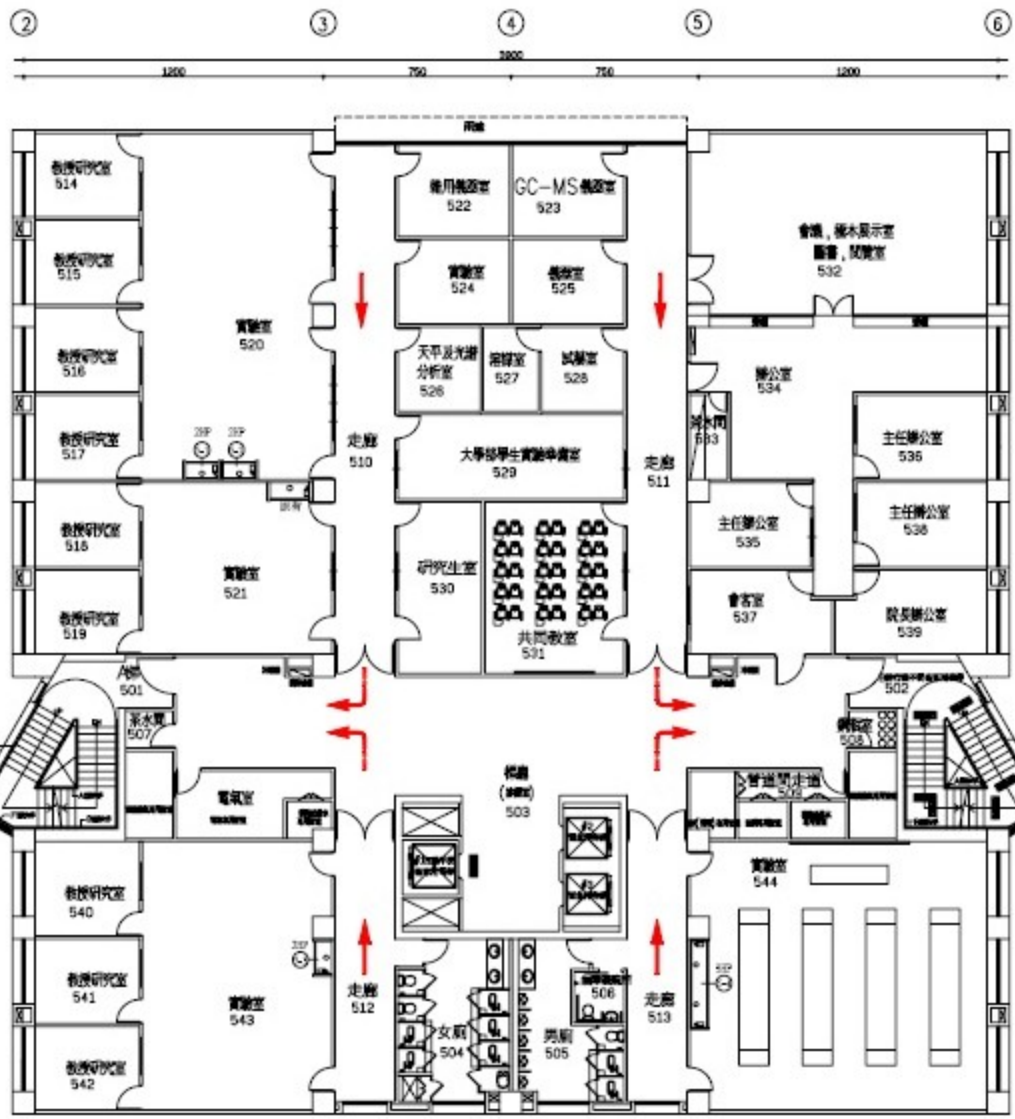 2
3
4
5
6
3900
1200
750
750
1200
雨遮
教授研究室
514
教授研究室
515
教授研究室
516
教授研究室
517
教授研究室
518
教授研究室
519
實驗室
520
2HP
2HP
實驗室
521
走廊
510
522
GC-MS 儀器室
523
實驗室
524
儀器室
525
天平及光譜
分析室
526
溶媒室
527
試藥室
528
大學部學生實驗準備室
529
研究生室
530
共同教室
531
走廊
511
會議，標本展示室
圖書，閱覽室
532
茶水間
533
辦公室
534
主任辦公室
535
主任辦公室
536
會客室
537
主任辦公室
538
院長辦公室
539
A梯
501
茶水間
507
電氣室
梯廳
503
502
508
管道間走道
509
教授研究室
540
教授研究室
541
教授研究室
542
實驗室
543
走廊
512
女廁
504
男廁
505
506
走廊
513
實驗室
544